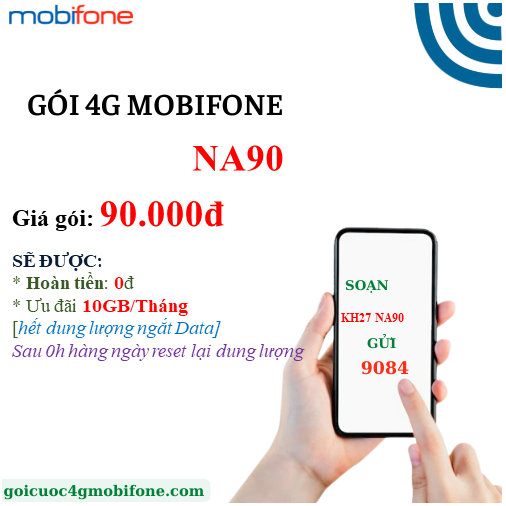 mobifone
GÓI 4G MOBIFONE
NA90
Giá gói: 90.000đ
SẼ ĐƯỢC:
* Hoàn tiền: 0đ
* Ưu đãi 10GB/Tháng
[hết dung lượng ngắt Data]
Sau 0h hàng ngày reset lại dung lượng
SOẠN
KH27 NA90
GỬI
9084
goicuoc4gmobifone.com